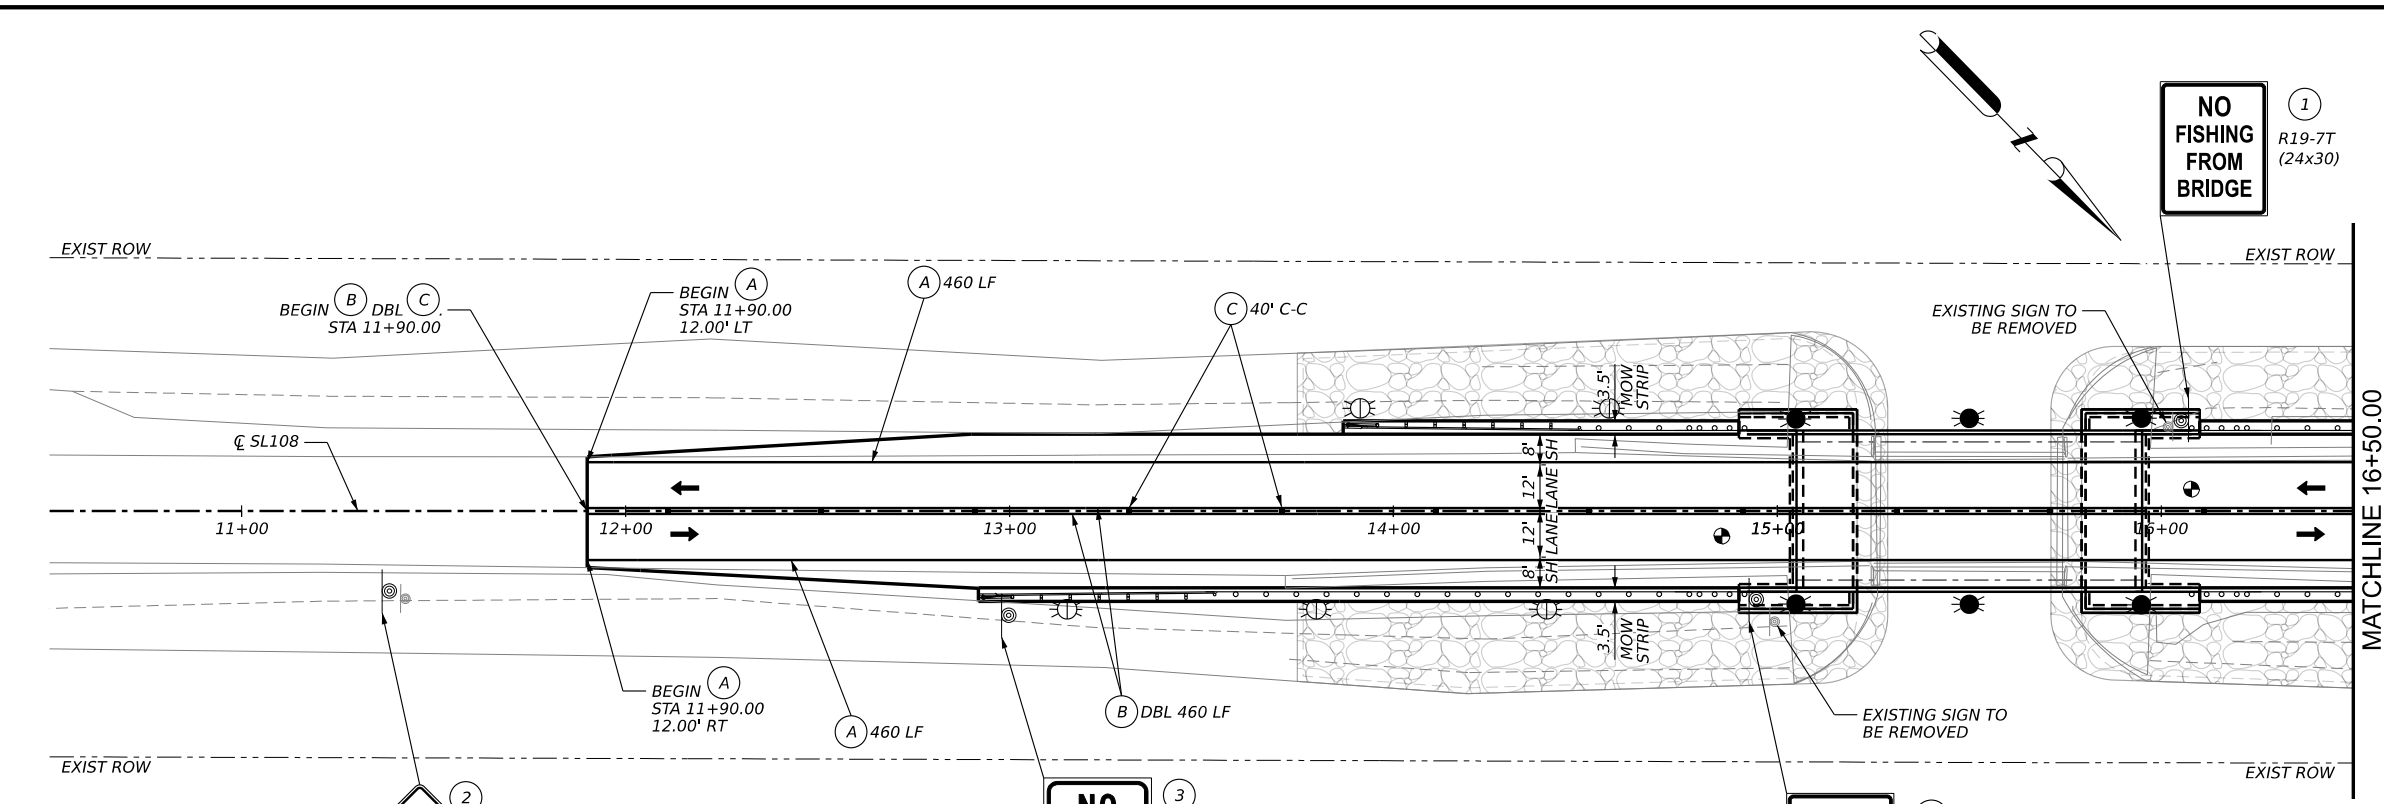 NO
FISHING
FROM
BRIDGE
1
R19-7T
(24x30)
EXIST ROW
EXIST ROW
BEGIN B DBL C.
STA 11+90.00
BEGIN A
STA 11+90.00
12.00' LT
A 460 LF
C 40' C-C
EXISTING SIGN TO
BE REMOVED
3.5'
MOW
STRIP
℄ SL108
8' SH
12' LANE
12' LANE
8' SH
11+00
12+00
13+00
14+00
15+00
16+00
MATCHLINE 16+50.00
3.5'
MOW
STRIP
BEGIN A
STA 11+90.00
12.00' RT
A 460 LF
B DBL 460 LF
EXISTING SIGN TO
BE REMOVED
EXIST ROW
EXIST ROW
2
NO
3